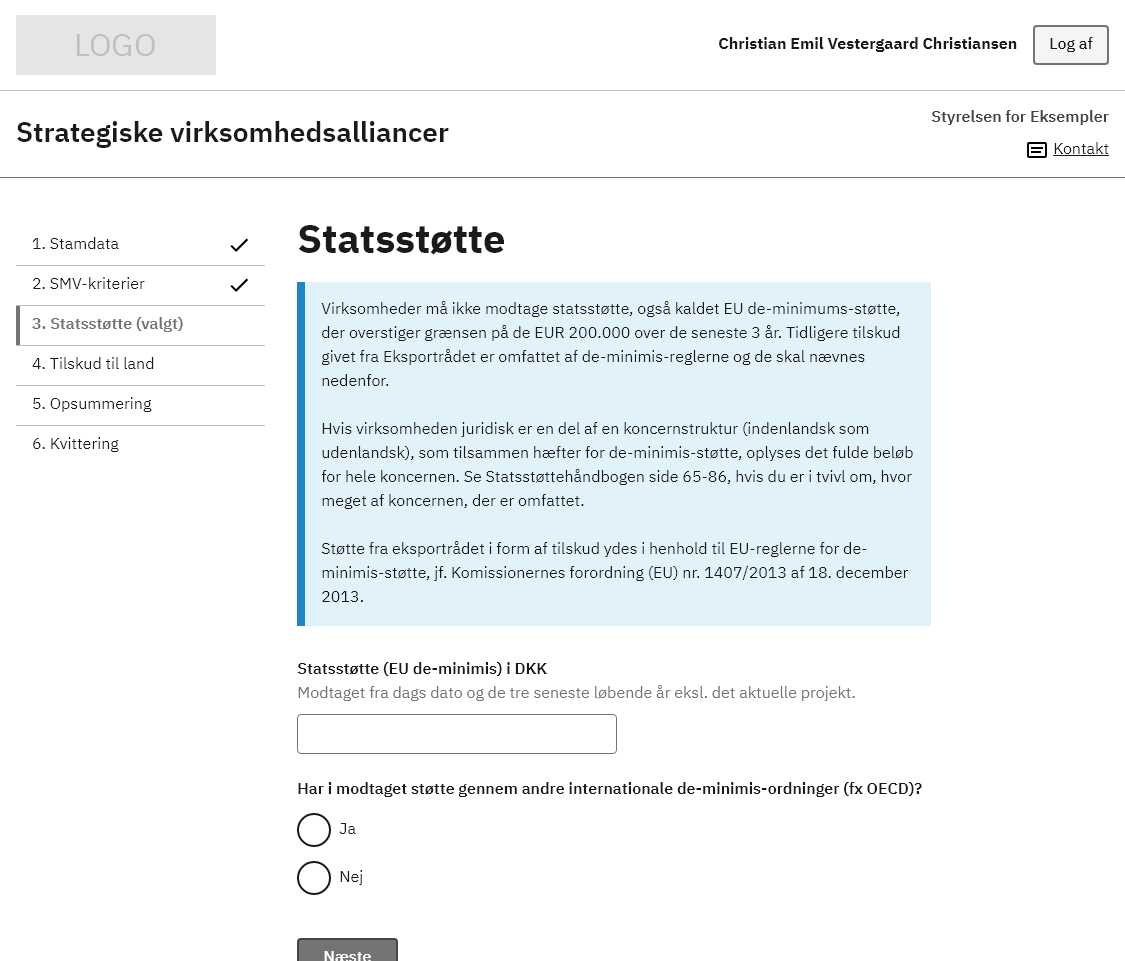 LOGO
Christian Emil Vestergaard Christiansen
Log af
Strategiske virksomhedsalliancer
Styrelsen for Eksempler
Kontakt
1. Stamdata
2. SMV-kriterier
3. Statsstøtte (valgt)
4. Tilskud til land
5. Opsummering
6. Kvittering
Statsstøtte
Virksomheder må ikke modtage statsstøtte, også kaldet EU de-minimums-støtte,
der overstiger grænsen på de EUR 200.000 over de seneste 3 år. Tidligere tilskud
givet fra Eksportrådet er omfattet af de-minimis-reglerne og de skal nævnes
nedenfor.
Hvis virksomheden juridisk er en del af en koncernstruktur (indenlandsk som
udenlandsk), som tilsammen hæfter for de-minimis-støtte, oplyses det fulde beløb
for hele koncernen. Se Statsstøttehåndbogen side 65-86, hvis du er i tvivl om, hvor
meget af koncernen, der er omfattet.
Støtte fra eksportrådet i form af tilskud ydes i henhold til EU-reglerne for de-
minimis-støtte, jf. Komissionernes forordning (EU) nr. 1407/2013 af 18. december
2013.
Statsstøtte (EU de-minimis) i DKK
Modtaget fra dags dato og de tre seneste løbende år eksl. det aktuelle projekt.
Har i modtaget støtte gennem andre internationale de-minimis-ordninger (fx OECD)?
Ja
Nej
Næste